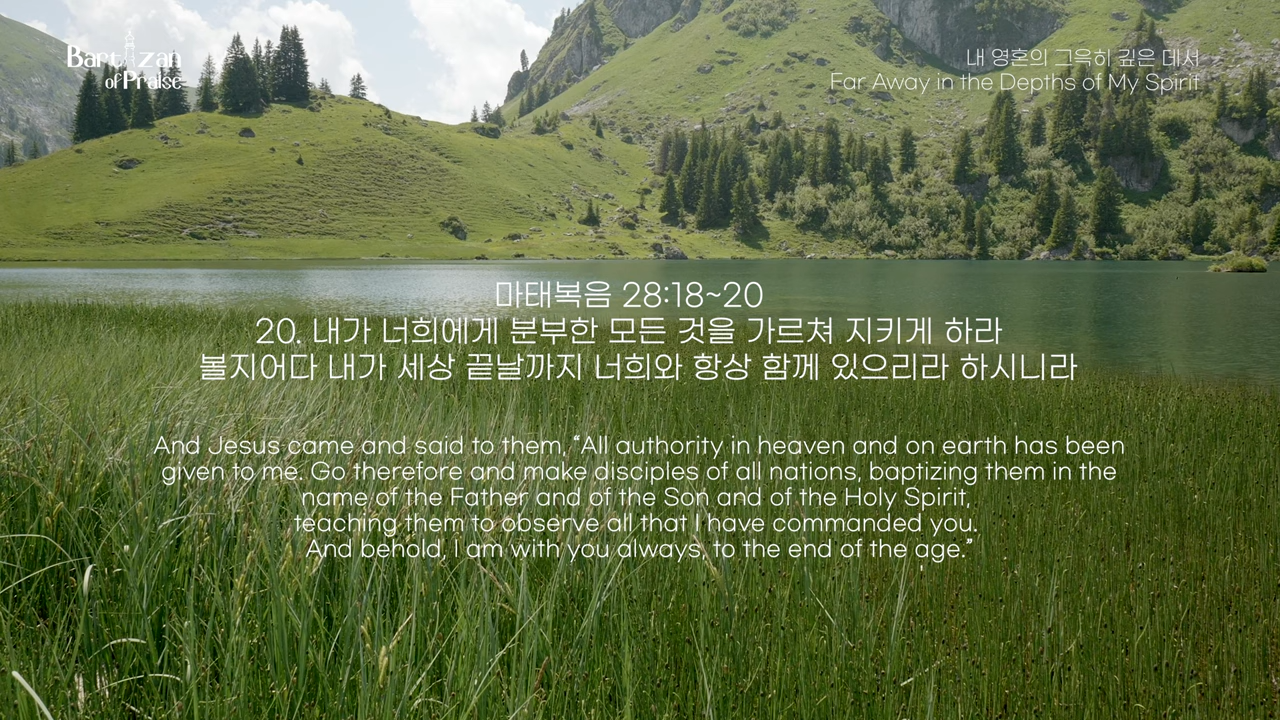 Bartizan
of Praise
내 영혼의 그윽히 깊은 데서
Far Away in the Depths of My Spirit
마태복음 28:18~20
20. 내가 너희에게 분부한 모든 것을 가르쳐 지키게 하라
볼지어다 내가 세상 끝날까지 너희와 항상 함께 있으리라 하시니라
And Jesus came and said to them, “All authority in heaven and on earth has been
given to me. Go therefore and make disciples of all nations, baptizing them in the
name of the Father and of the Son and of the Holy Spirit,
teaching them to observe all that I have commanded you.
And behold, I am with you always, to the end of the age.”